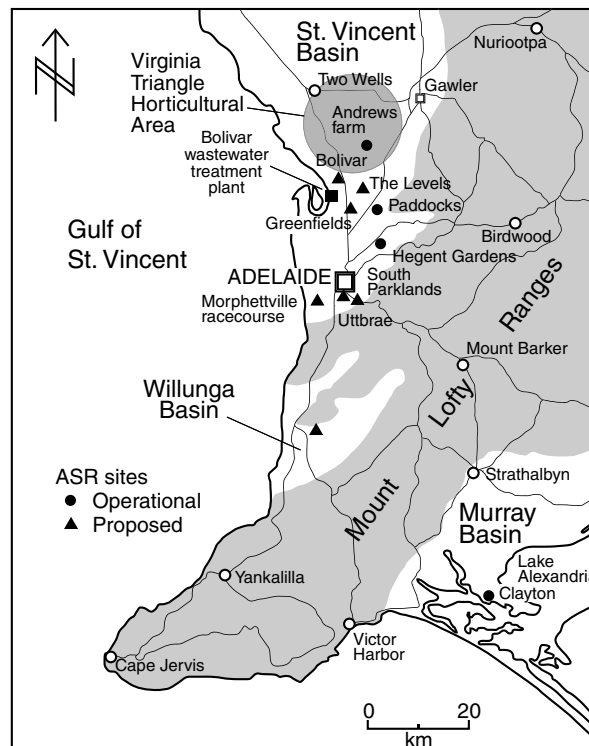 St. Vincent
Basin
Nuriootpa
Virginia
Triangle
Horticultural
Area
Two Wells
Gawler
Andrews
farm
Bolivar
wastewater
treatment
plant
Bolivar
The Levels
Paddocks
Greenfields
Birdwood
Gulf of
St. Vincent
Hegent Gardens
ADELAIDE
South
Parklands
Morphettville
racecourse
Uttbrae
Ranges
Mount Barker
Lofty
Willunga
Basin
ASR sites
Operational
Proposed
Strathalbyn
Mount
Murray
Basin
Lake
Alexandria
Clayton
Yankalilla
Victor
Harbor
Cape Jervis
0 20
km
N